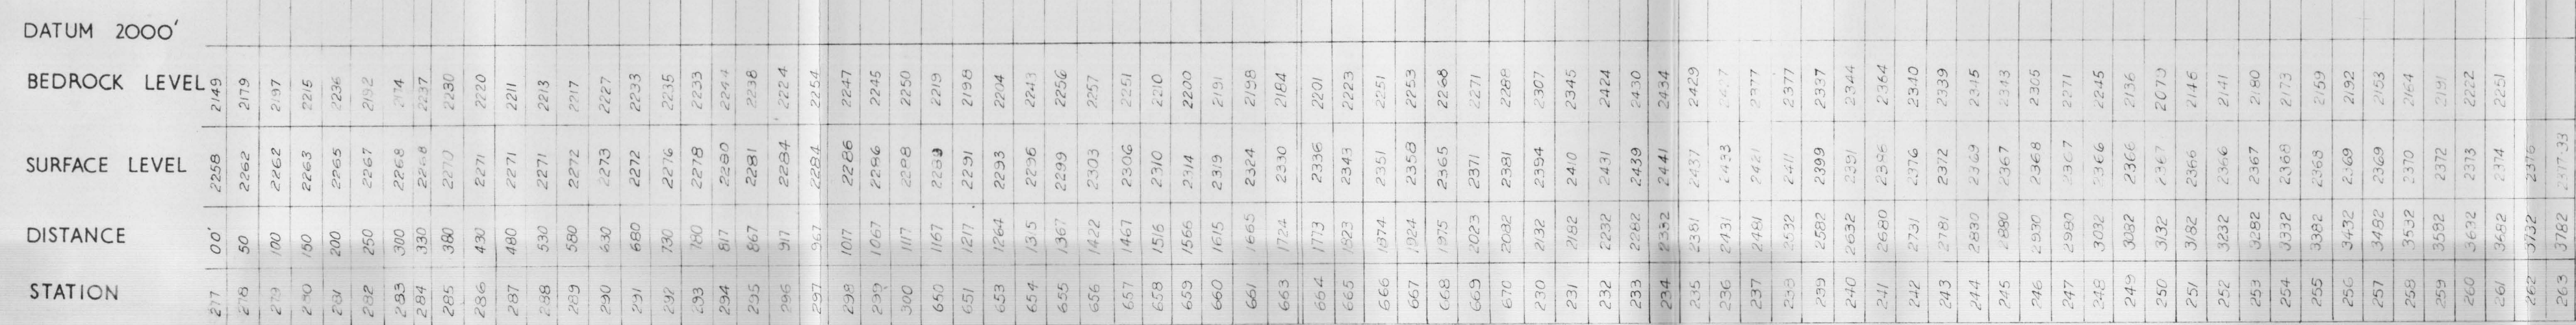 DATUM 2000'
BEDROCK LEVEL 2149 2179 2197 2215 2236 2192 2237 2230 2220 2211 2213 2217 2227 2233 2235 2233 2244 2238 2224 2254 2247 2245 2250 2219 2198 2204 2243 2256 2257 2251 2210 2200 2191 2198 2184 2201 2223 2251 2253 2268 2271 2288 2307 2345 2424 2430 2434 2429 2377 2377 2337 2344 2364 2340 2339 2345 2343 2305 2271 2245 2136 2079 2146 2141 2180 2173 2159 2192 2153 2164 2191 2222 2251
SURFACE LEVEL 2258 2262 2262 2263 2265 2267 2268 2268 2270 2271 2271 2271 2272 2273 2272 2276 2278 2280 2281 2284 2284 2286 2286 2288 2289 2291 2293 2296 2299 2303 2306 2310 2314 2319 2324 2330 2336 2343 2351 2358 2365 2371 2381 2394 2410 2431 2439 2441 2437 2433 2421 2411 2399 2391 2386 2376 2372 2369 2367 2368 2367 2366 2366 2367 2366 2366 2367 2368 2368 2369 2369 2370 2372 2373 2374 2376 2377.33
DISTANCE 00' 50 100 150 200 250 300 330 380 430 480 530 580 630 680 730 780 817 867 917 967 1017 1067 1117 1167 1217 1264 1315 1367 1422 1467 1516 1566 1615 1665 1724 1773 1823 1874 1924 1975 2023 2082 2132 2182 2232 2282 2332 2381 2431 2481 2532 2582 2632 2680 2731 2781 2830 2880 2930 2980 3032 3082 3132 3182 3232 3282 3332 3382 3432 3482 3532 3582 3632 3682 3732 3782
STATION 277 278 279 280 281 282 283 284 285 286 287 288 289 290 291 292 293 294 295 296 297 298 299 300 650 651 653 654 655 656 657 658 659 660 661 663 664 665 666 667 668 669 670 230 231 232 233 234 235 236 237 238 239 240 241 242 243 244 245 246 247 248 249 250 251 252 253 254 255 256 257 258 259 260 261 262 263